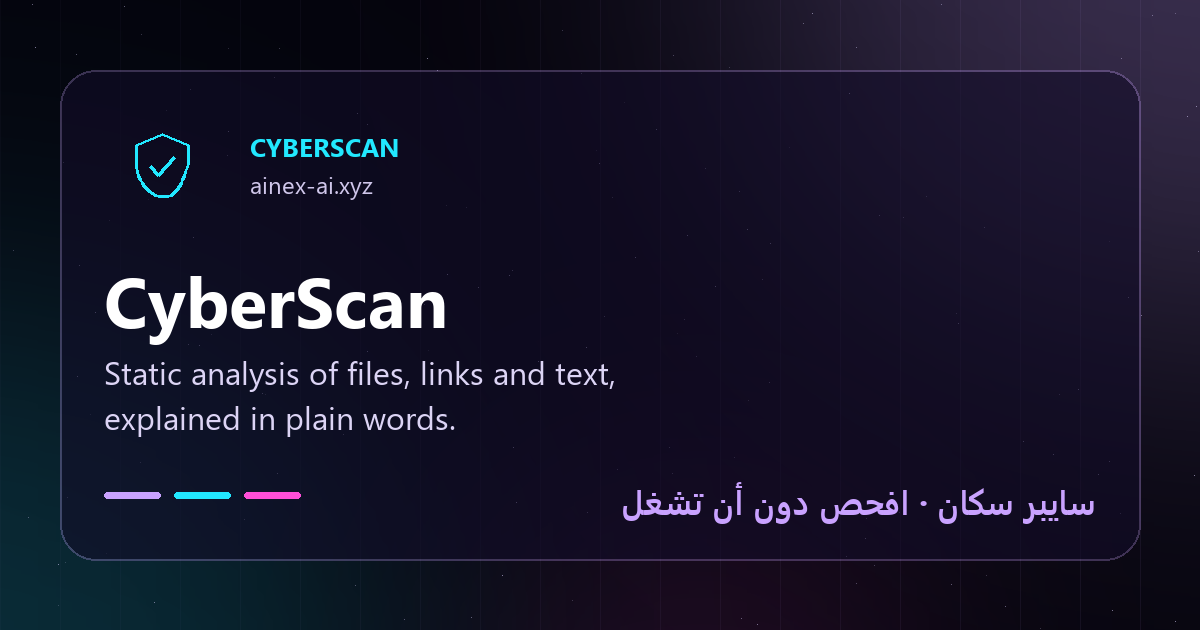 CYBERSCAN
ainex-ai.xyz
CyberScan
Static analysis of files, links and text,
explained in plain words.
سايبر سكان · افحص دون أن تشغل